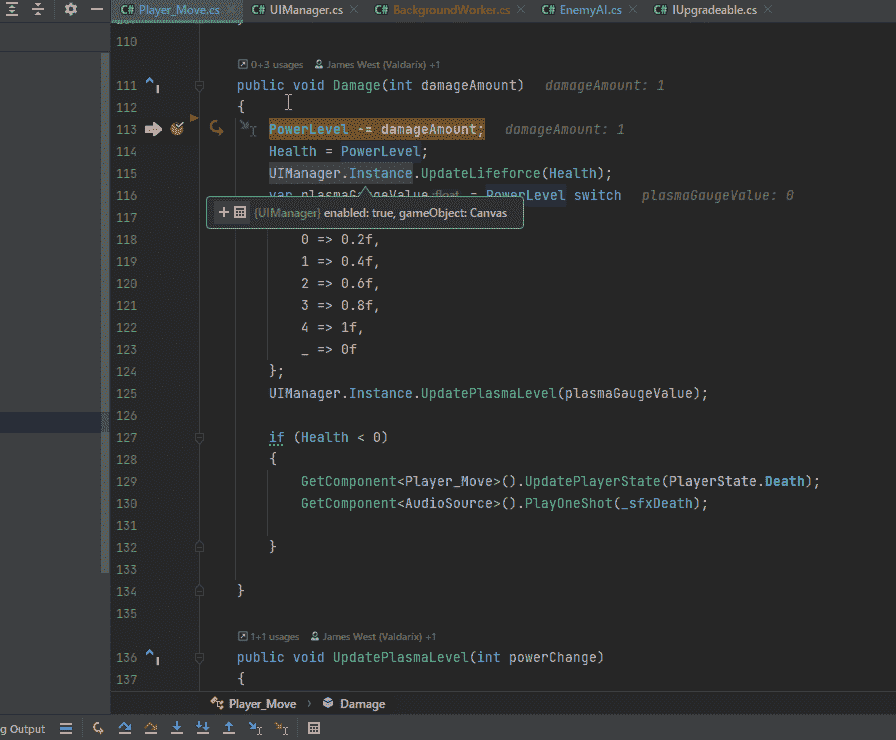 C# Player_Move.cs C# UIManager.cs C# BackgroundWorker.cs C# EnemyAI.cs C# IUpgradeable.cs
110
0+3 usages James West (Valdarix) +1
111 public void Damage(int damageAmount) damageAmount: 1
112 {
113 PowerLevel -= damageAmount; damageAmount: 1
114 Health = PowerLevel;
115 UIManager.Instance.UpdateLifeforce(Health);
116 var plasmaGaugeValue :float = PowerLevel switch plasmaGaugeValue: 0
117 {UIManager} enabled: true, gameObject: Canvas
118 0 => 0.2f,
119 1 => 0.4f,
120 2 => 0.6f,
121 3 => 0.8f,
122 4 => 1f,
123 _ => 0f
124 };
125 UIManager.Instance.UpdatePlasmaLevel(plasmaGaugeValue);
126
127 if (Health < 0)
128 {
129 GetComponent<Player_Move>().UpdatePlayerState(PlayerState.Death);
130 GetComponent<AudioSource>().PlayOneShot(_sfxDeath);
131
132 }
133
134 }
135
1+1 usages James West (Valdarix) +1
136 public void UpdatePlasmaLevel(int powerChange)
137 {
Player_Move > Damage
g Output